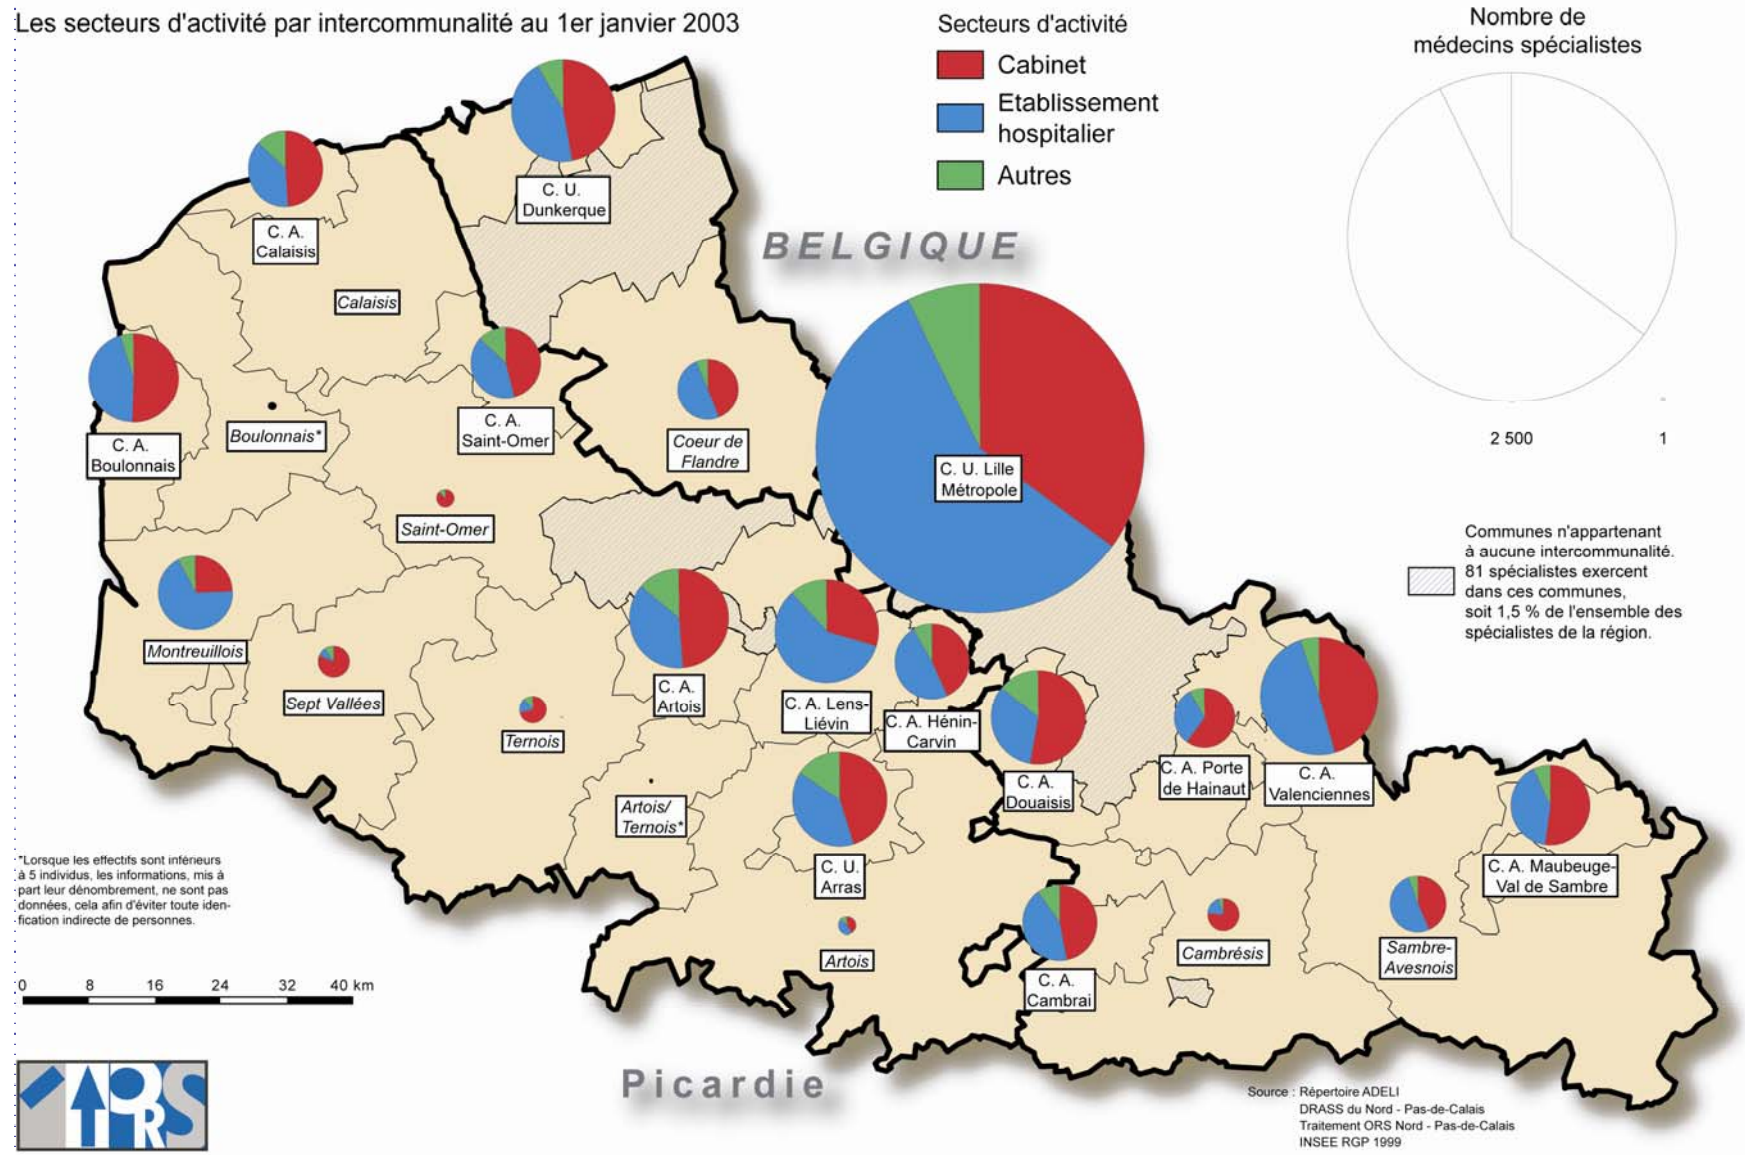 Les secteurs d'activité par intercommunalité au 1er janvier 2003
Secteurs d'activité
Cabinet
Etablissement
hospitalier
Autres
Nombre de
médecins spécialistes
2 500
1
Communes n'appartenant
à aucune intercommunalité.
81 spécialistes exercent
dans ces communes,
soit 1,5 % de l'ensemble des
spécialistes de la région.
BELGIQUE
C. U.
Dunkerque
C. A.
Calaisis
Calaisis
C. A.
Boulonnais
Boulonnais*
C. A.
Saint-Omer
Coeur de
Flandre
C. U. Lille
Métropole
Saint-Omer
Montreuillois
Sept Vallées
Ternois
C. A.
Artois
C. A. Lens-
Liévin
C. A. Hénin-
Carvin
C. A.
Douaisis
C. A. Porte
de Hainaut
C. A.
Valenciennes
Artois/
Ternois*
C. U.
Arras
C. A. Maubeuge-
Val de Sambre
Artois
C. A.
Cambrai
Cambrésis
Sambre-
Avesnois
*Lorsque les effectifs sont inférieurs
à 5 individus, les informations, mis à
part leur dénombrement, ne sont pas
données, cela afin d'éviter toute iden-
fication indirecte de personnes.
0 8 16 24 32 40 km
Picardie
ORS
Source : Répertoire ADELI
DRASS du Nord - Pas-de-Calais
Traitement ORS Nord - Pas-de-Calais
INSEE RGP 1999